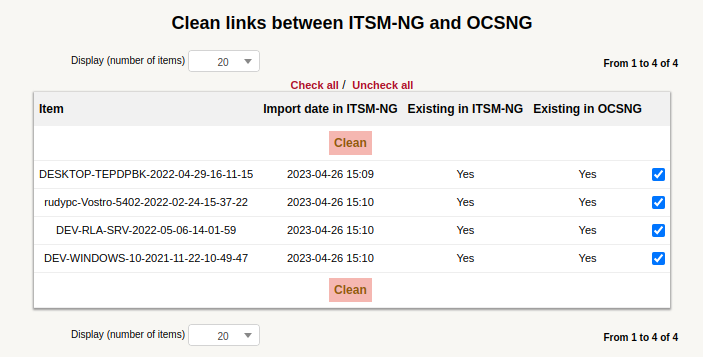 Clean links between ITSM-NG and OCSNG
Display (number of items) 20 From 1 to 4 of 4
Check all / Uncheck all
Item Import date in ITSM-NG Existing in ITSM-NG Existing in OCSNG
Clean
DESKTOP-TEPDPBK-2022-04-29-16-11-15 2023-04-26 15:09 Yes Yes
rudypc-Vostro-5402-2022-02-24-15-37-22 2023-04-26 15:10 Yes Yes
DEV-RLA-SRV-2022-05-06-14-01-59 2023-04-26 15:10 Yes Yes
DEV-WINDOWS-10-2021-11-22-10-49-47 2023-04-26 15:10 Yes Yes
Clean
Display (number of items) 20 From 1 to 4 of 4